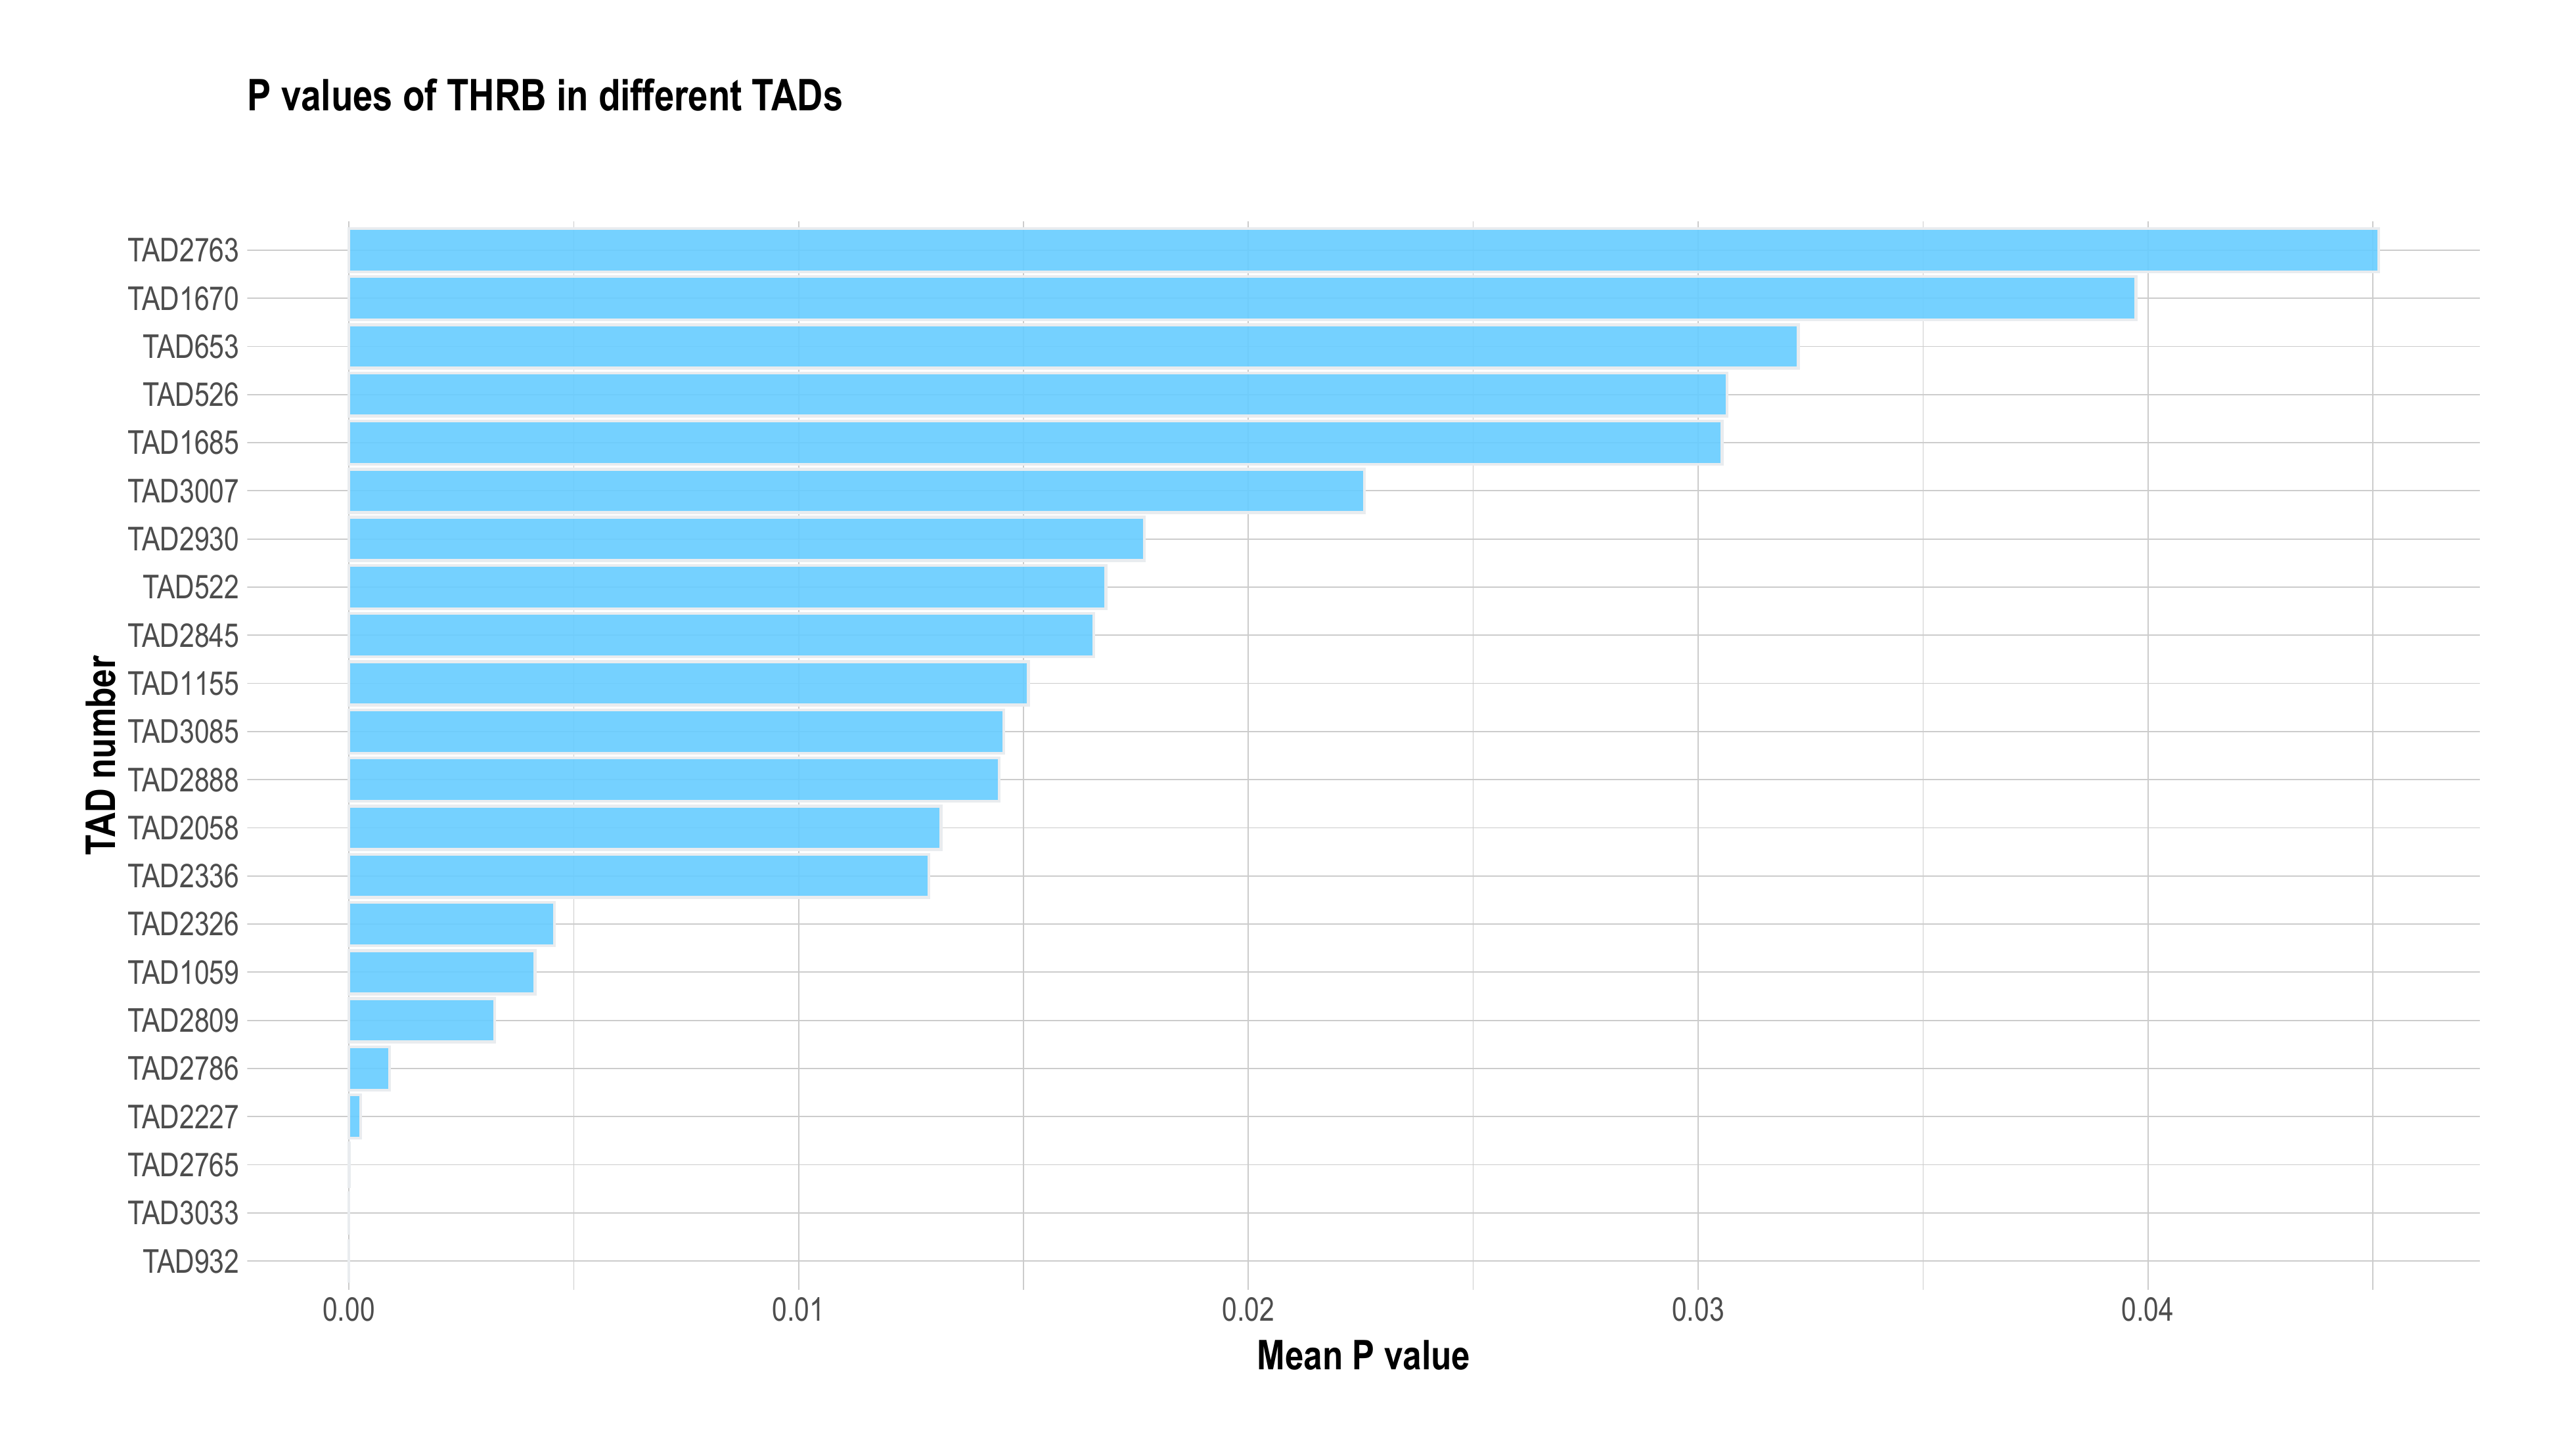 P values of THRB in different TADs
TAD2763
TAD1670
TAD653
TAD526
TAD1685
TAD3007
TAD2930
TAD522
TAD2845
TAD1155
TAD3085
TAD2888
TAD2058
TAD2336
TAD2326
TAD1059
TAD2809
TAD2786
TAD2227
TAD2765
TAD3033
TAD932
TAD number
0.00 0.01 0.02 0.03 0.04
Mean P value